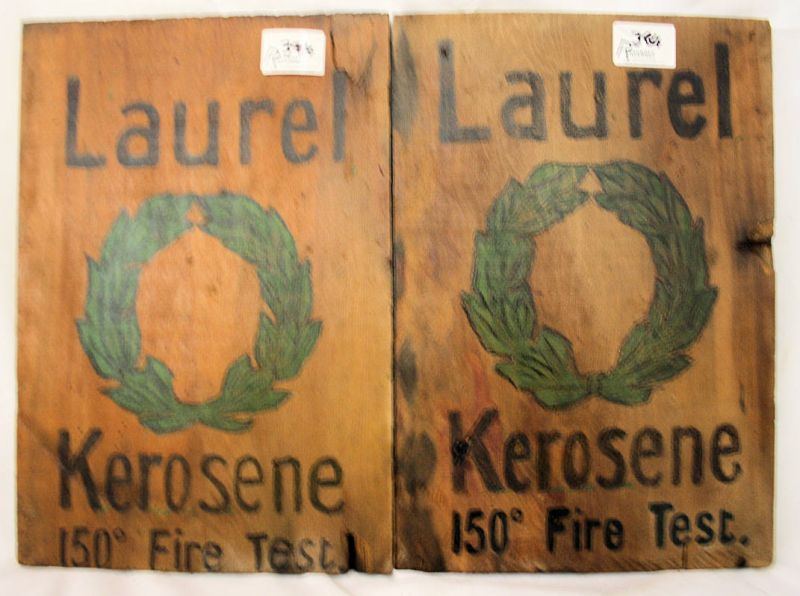 Laurel
Kerosene
150° Fire Test.
Laurel
Kerosene
150° Fire Test.